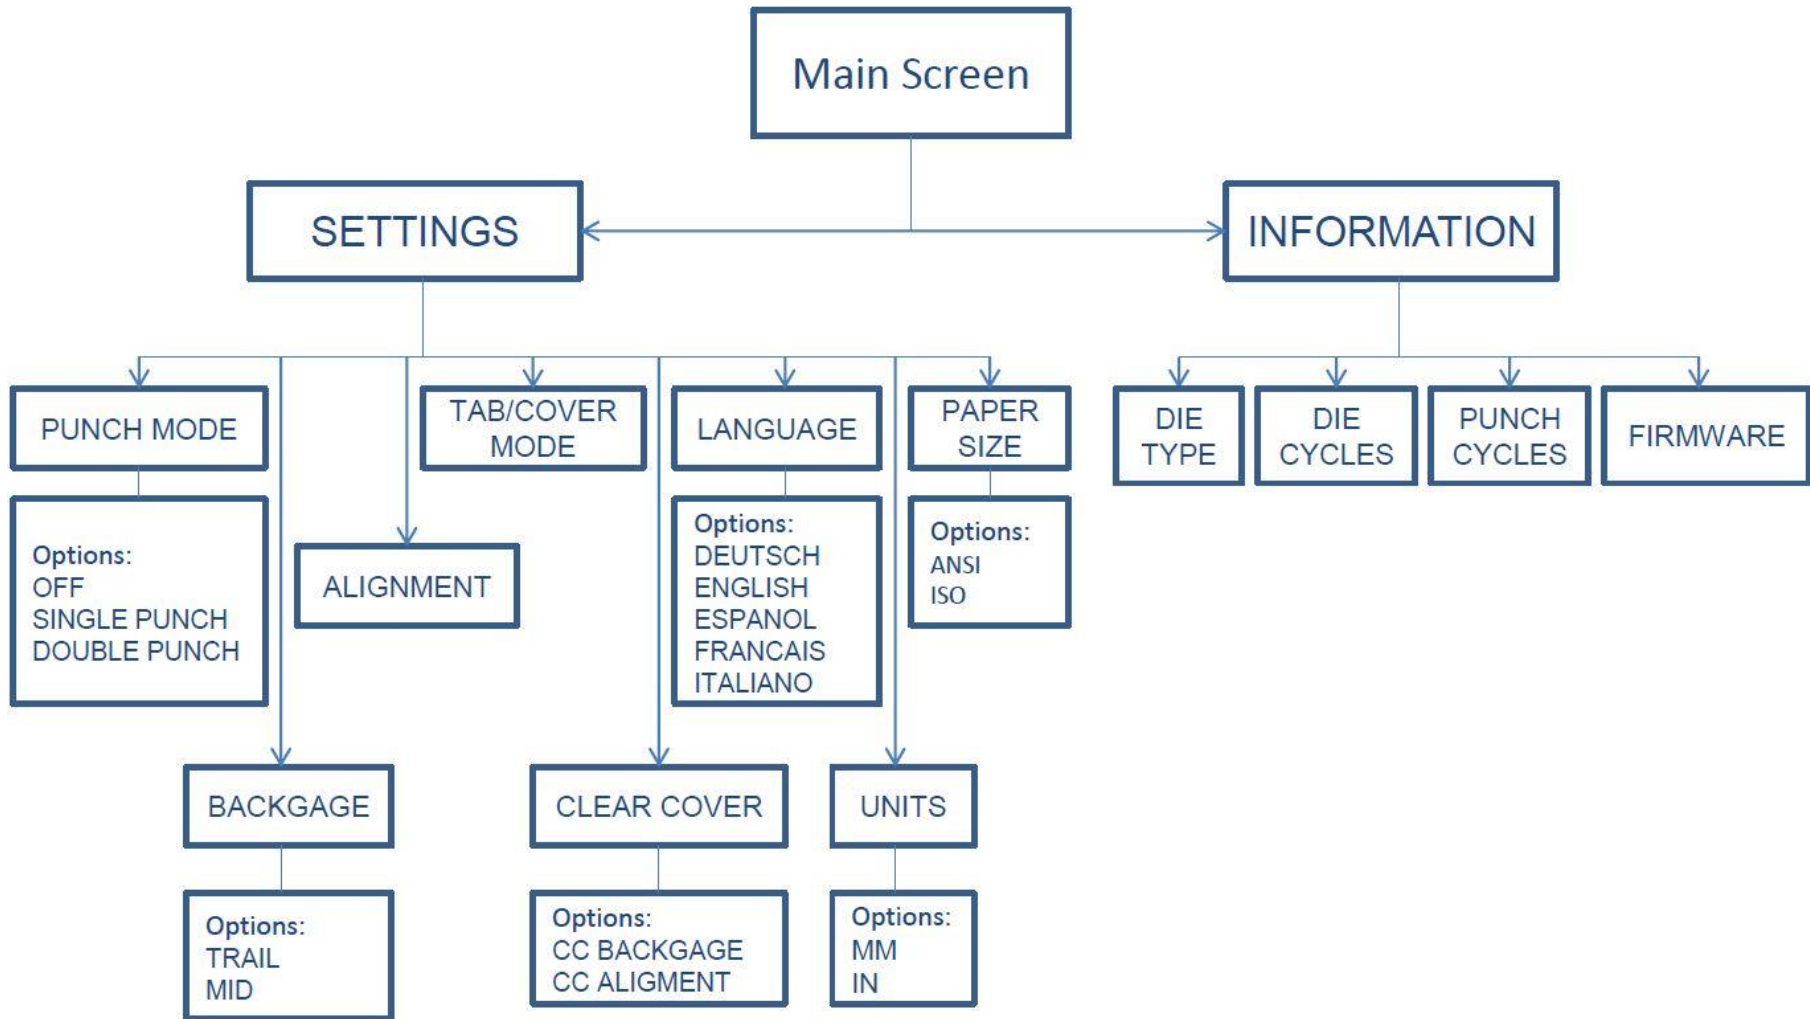 Main Screen
SETTINGS
INFORMATION
PUNCH MODE
TAB/COVER
MODE
LANGUAGE
PAPER
SIZE
DIE
TYPE
DIE
CYCLES
PUNCH
CYCLES
FIRMWARE
Options:
OFF
SINGLE PUNCH
DOUBLE PUNCH
ALIGNMENT
Options:
DEUTSCH
ENGLISH
ESPANOL
FRANCAIS
ITALIANO
Options:
ANSI
ISO
BACKGAGE
CLEAR COVER
UNITS
Options:
TRAIL
MID
Options:
CC BACKGAGE
CC ALIGMENT
Options:
MM
IN